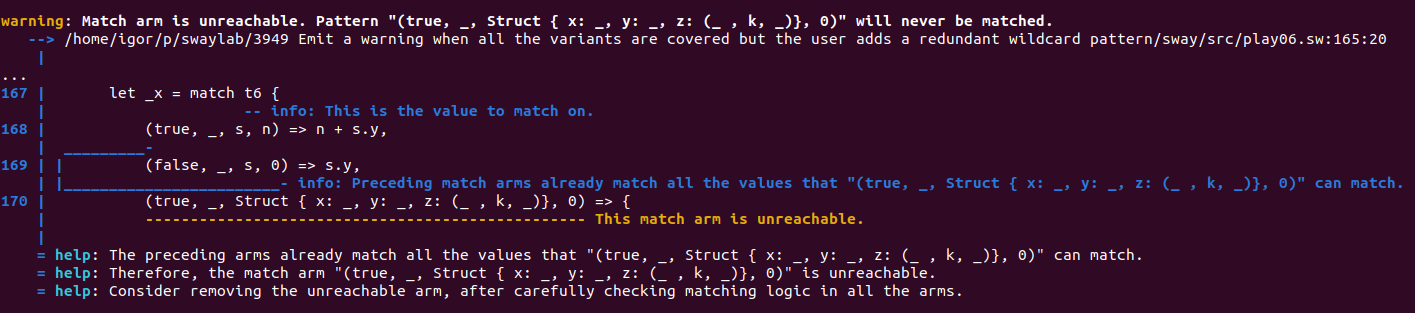 warning: Match arm is unreachable. Pattern "(true, _, Struct { x: _, y: _, z: (_ , k, _)}, 0)" will never be matched.
--> /home/igor/p/swaylab/3949 Emit a warning when all the variants are covered but the user adds a redundant wildcard pattern/sway/src/play06.sw:165:20
|
...
167 | let _x = match t6 {
| -- info: This is the value to match on.
168 | (true, _, s, n) => n + s.y,
| _________-
169 | | (false, _, s, 0) => s.y,
| |________________________- info: Preceding match arms already match all the values that "(true, _, Struct { x: _, y: _, z: (_ , k, _)}, 0)" can match.
170 | (true, _, Struct { x: _, y: _, z: (_ , k, _)}, 0) => {
| ------------------------------------------------- This match arm is unreachable.
|
= help: The preceding arms already match all the values that "(true, _, Struct { x: _, y: _, z: (_ , k, _)}, 0)" can match.
= help: Therefore, the match arm "(true, _, Struct { x: _, y: _, z: (_ , k, _)}, 0)" is unreachable.
= help: Consider removing the unreachable arm, after carefully checking matching logic in all the arms.